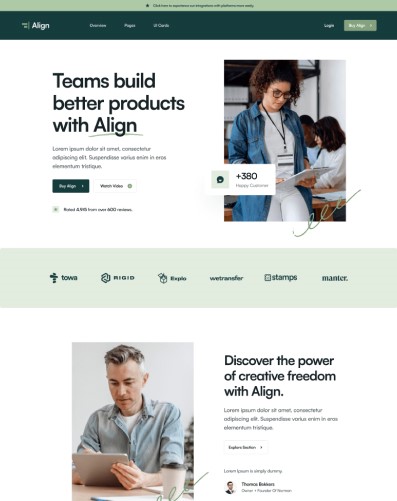 Click here to experience our integrations with platforms more easily.
Align
Overview
Pages
UI Cards
Login
Buy Align
Teams build
better products
with Align
Lorem ipsum dolor sit amet, consectetur
adipiscing elit. Suspendisse varius enim in eros
elementum tristique.
Buy Align
Watch Video
Rated 4.9/5 from over 600 reviews.
+380
Happy Customer
towa
RIGID
Explo
wetransfer
stamps
manter.
Discover the power
of creative freedom
with Align.
Lorem ipsum dolor sit amet, consectetur
adipiscing elit. Suspendisse varius enim in eros
elementum tristique.
Explore Section
Lorem Ipsum is simply dummy.
Thomas Bekkers
Owner + Founder Of Norman